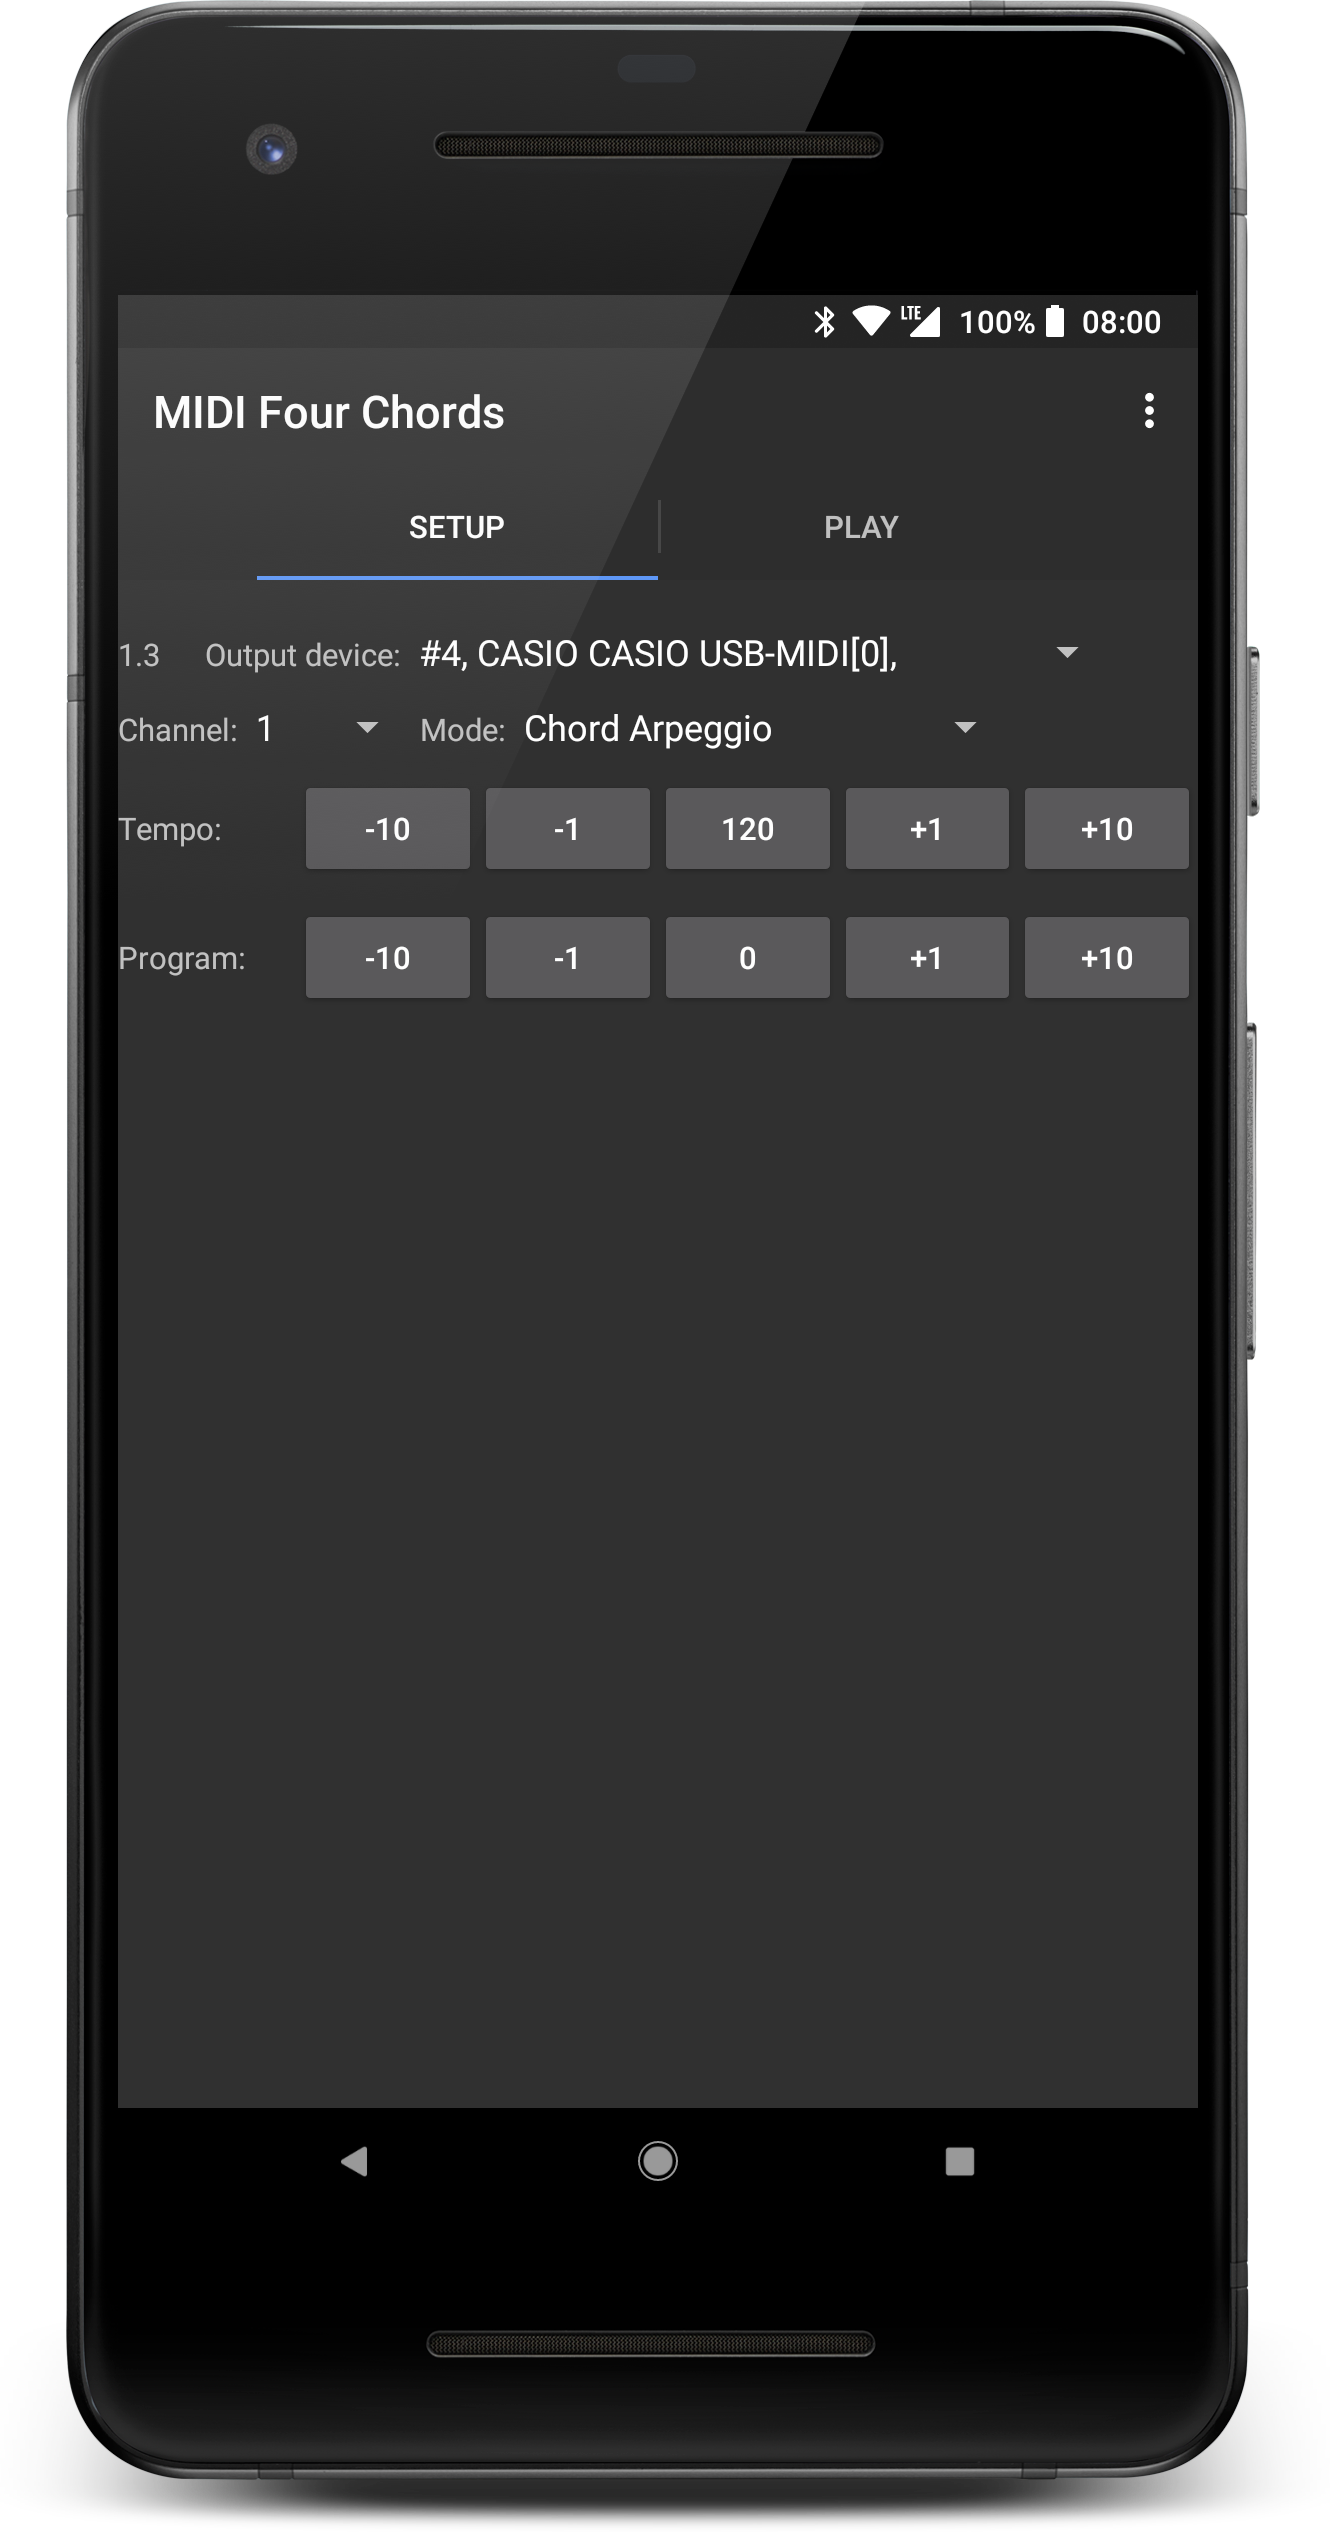 LTE 100% 08:00
MIDI Four Chords
SETUP PLAY
1.3 Output device: #4, CASIO CASIO USB-MIDI[0],
Channel: 1 Mode: Chord Arpeggio
Tempo: -10 -1 120 +1 +10
Program: -10 -1 0 +1 +10